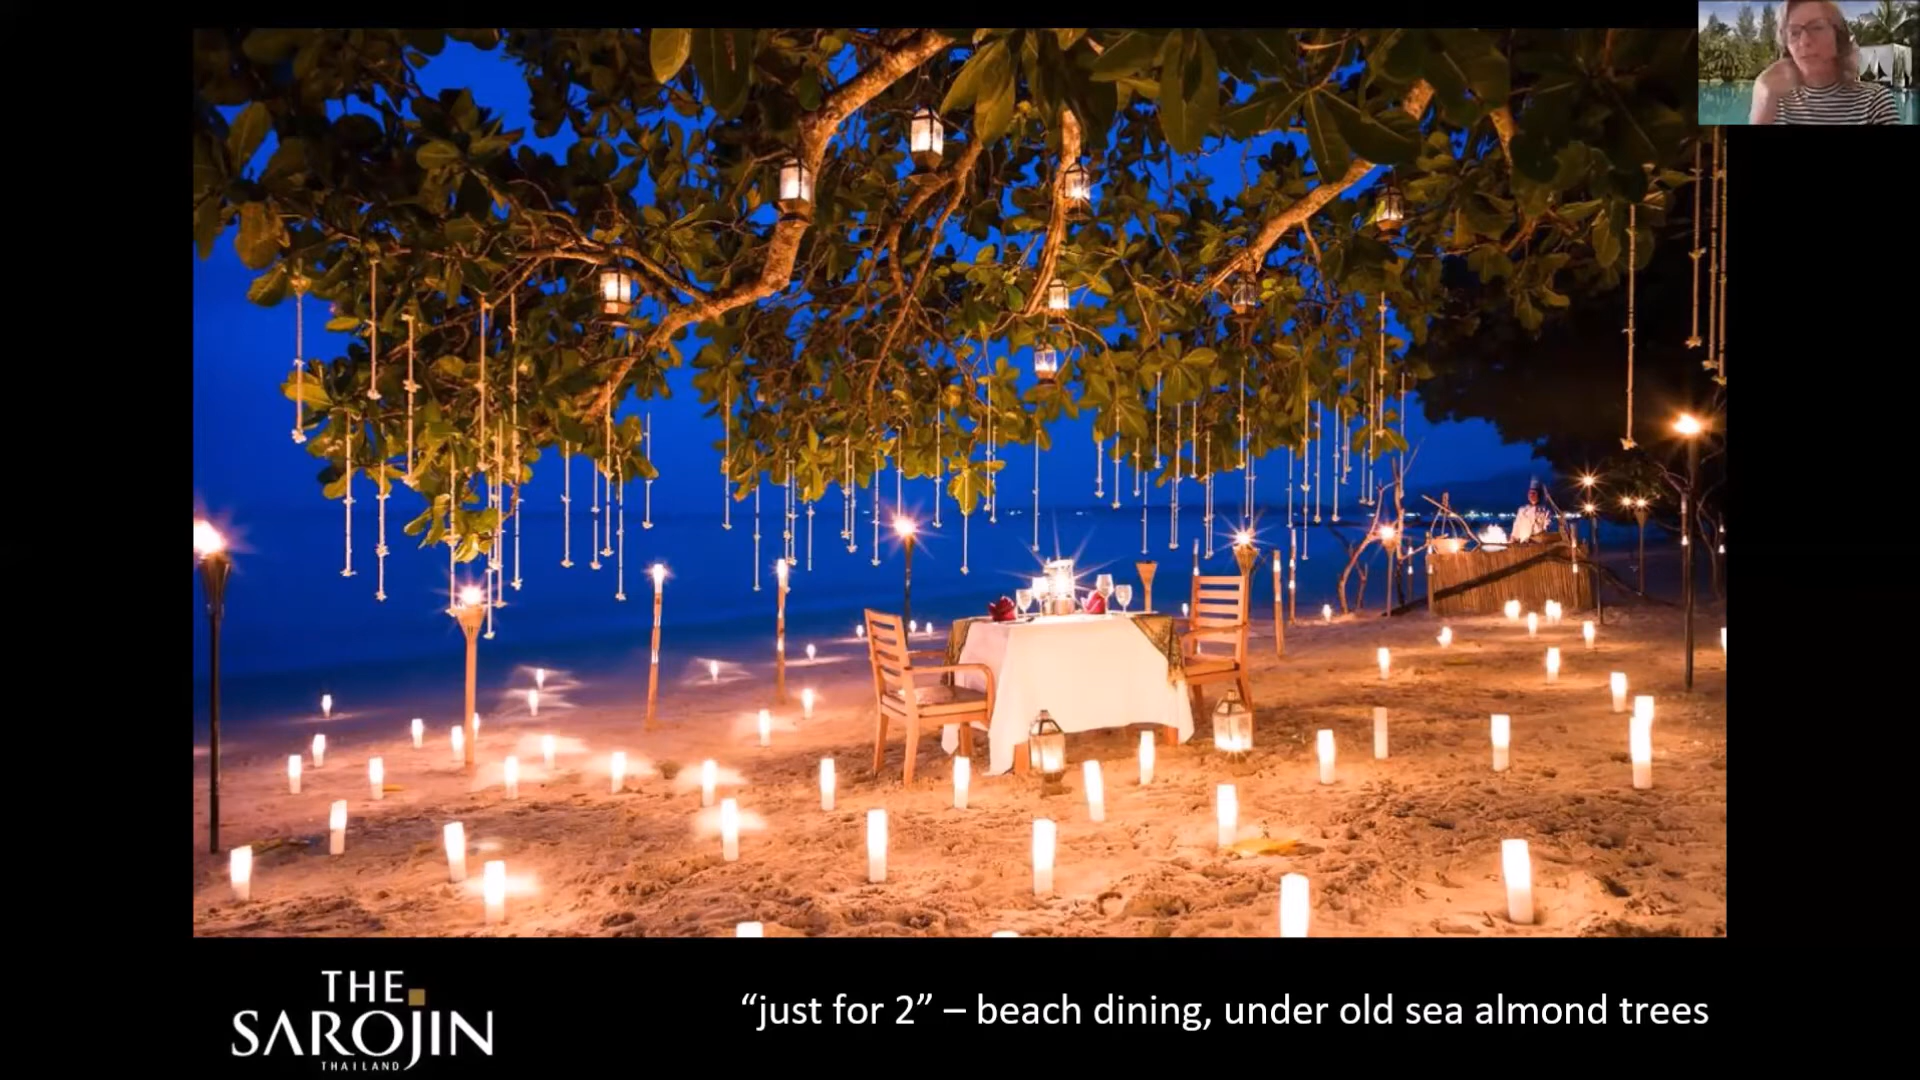 THE
SAROJIN
THAILAND
“just for 2” – beach dining, under old sea almond trees